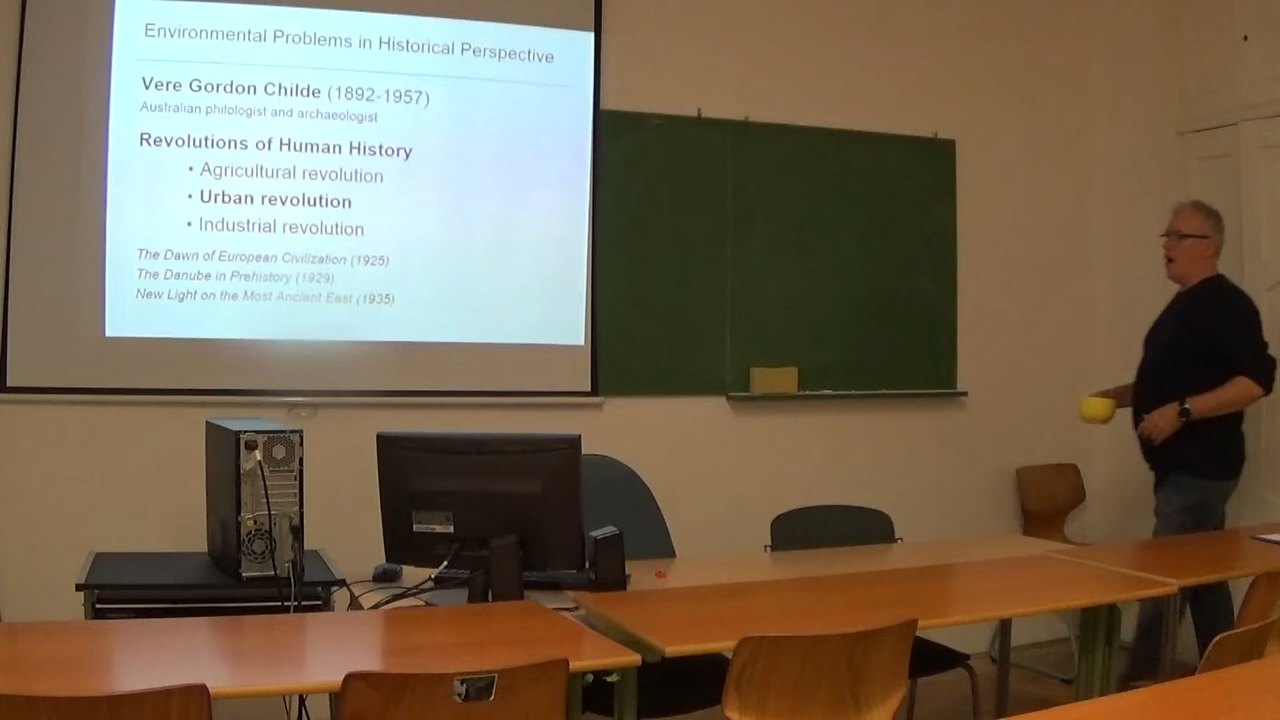 Environmental Problems in Historical Perspective
Vere Gordon Childe (1892-1957)
Australian philologist and archaeologist
Revolutions of Human History
• Agricultural revolution
• Urban revolution
• Industrial revolution
The Dawn of European Civilization (1925)
The Danube in Prehistory (1929)
New Light on the Most Ancient East (1935)